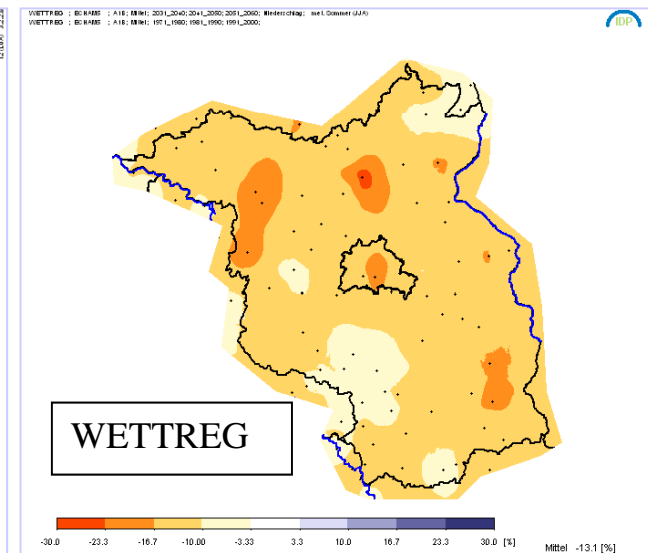 WETTREG ; ECHAM5 ; A1B; Mittel; 2031_2040; 2041_2050; 2051_2060; Niederschlag; met. Sommer (JJA)
WETTREG ; ECHAM5 ; A1B; Mittel; 1971_1980; 1981_1990; 1991_2000;
IDP
WETTREG
-30.0 -23.3 -16.7 -10.00 -3.33 3.3 10.0 16.7 23.3 30.0 [%]
Mittel -13.1 [%]